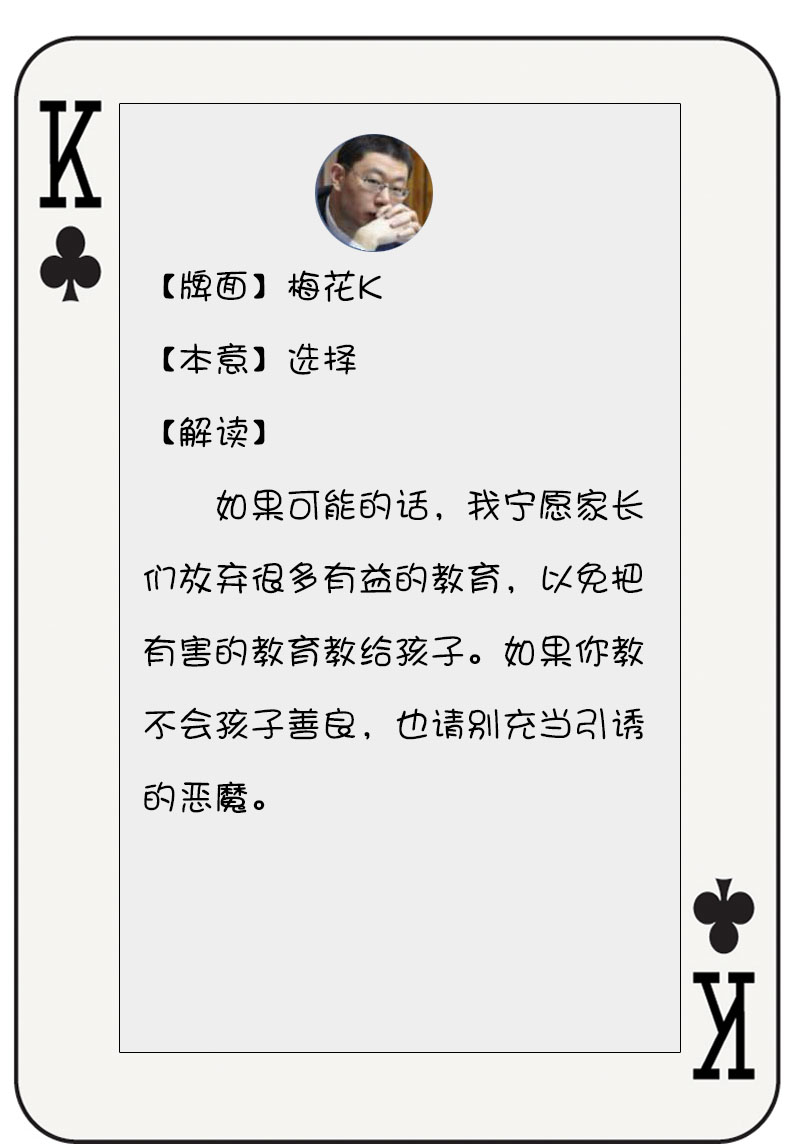 K
【牌面】梅花K
【本意】选择
【解读】
如果可能的话，我宁愿家长
们放弃很多有益的教育，以免把
有害的教育教给孩子。如果你教
不会孩子善良，也请别充当引诱
的恶魔。
K